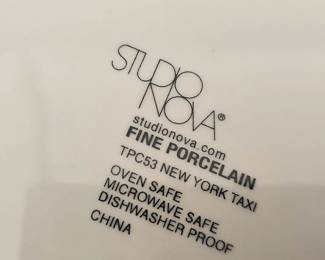 STUDIO
NOVA®
studionova.com
FINE PORCELAIN
TPC53 NEW YORK TAXI
OVEN SAFE
MICROWAVE SAFE
DISHWASHER PROOF
CHINA